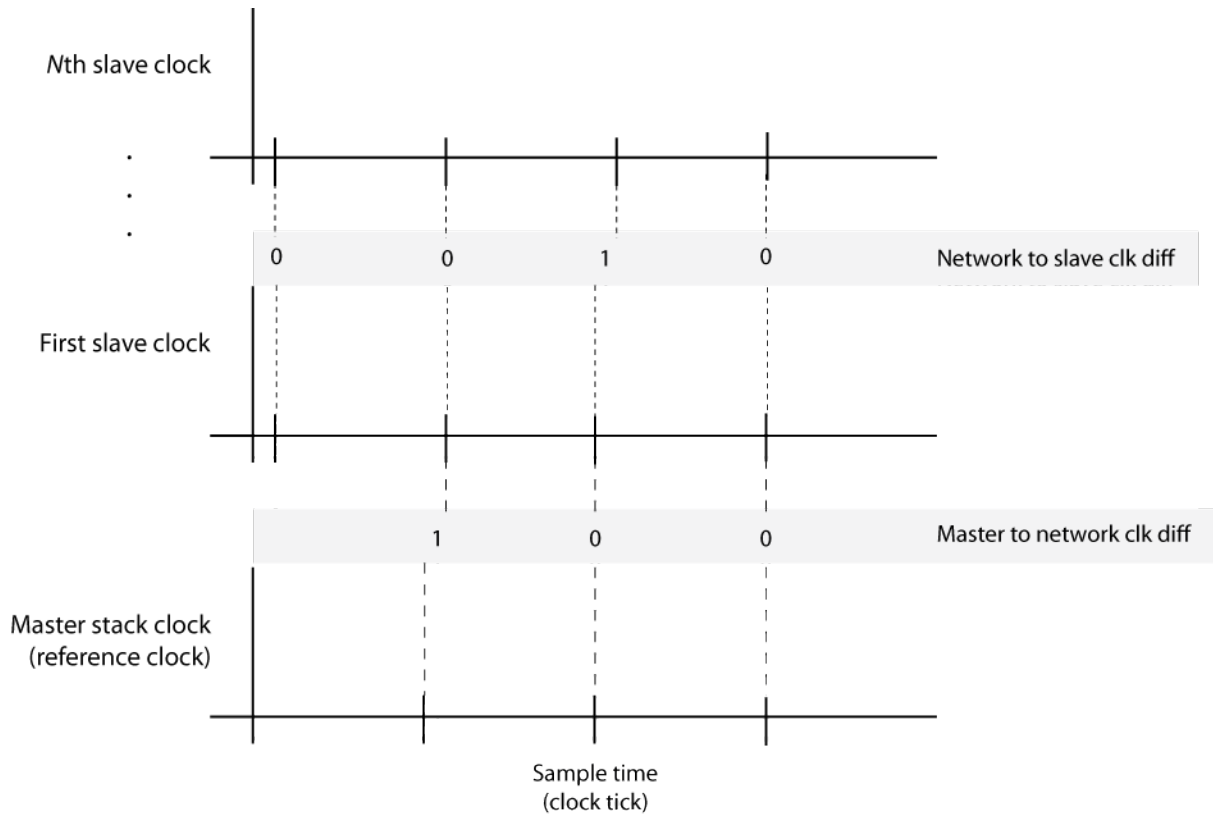 Nth slave clock
.
.
.
0 0 1 0 Network to slave clk diff
First slave clock
1 0 0 Master to network clk diff
Master stack clock
(reference clock)
Sample time
(clock tick)